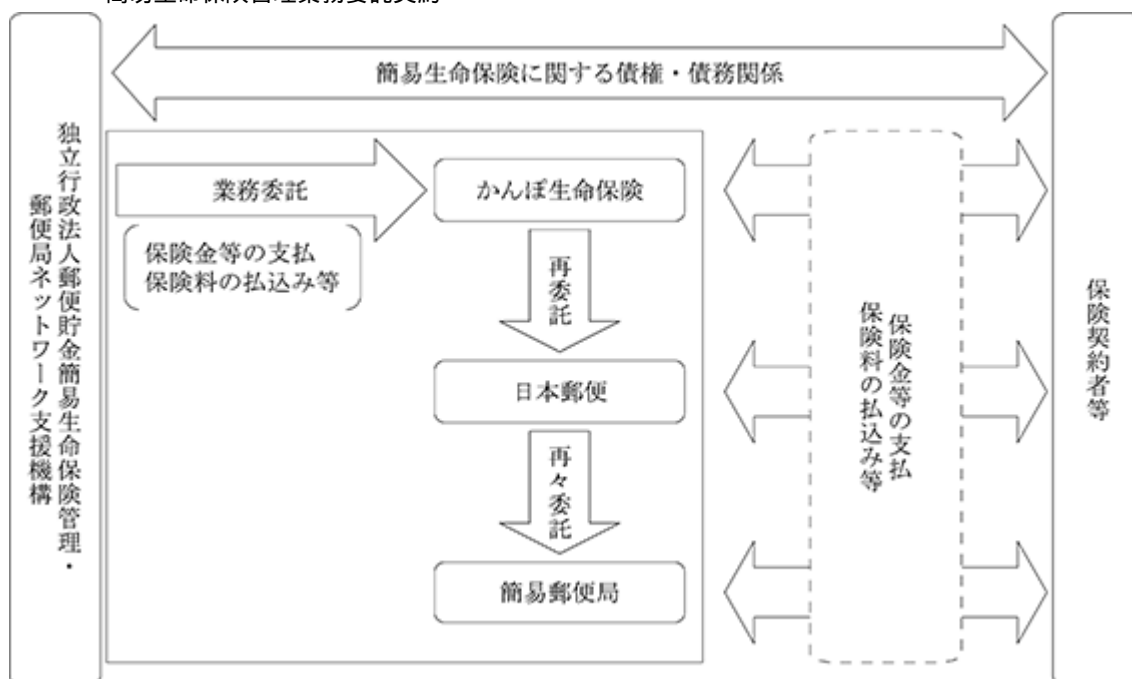 簡易生命保険に関する債権・債務関係
独立行政法人郵便貯金簡易生命保険管理・
郵便局ネットワーク支援機構
業務委託
保険金等の支払
保険料の払込み等
かんぽ生命保険
再委託
日本郵便
再々委託
簡易郵便局
保険金等の支払
保険料の払込み等
保険契約者等